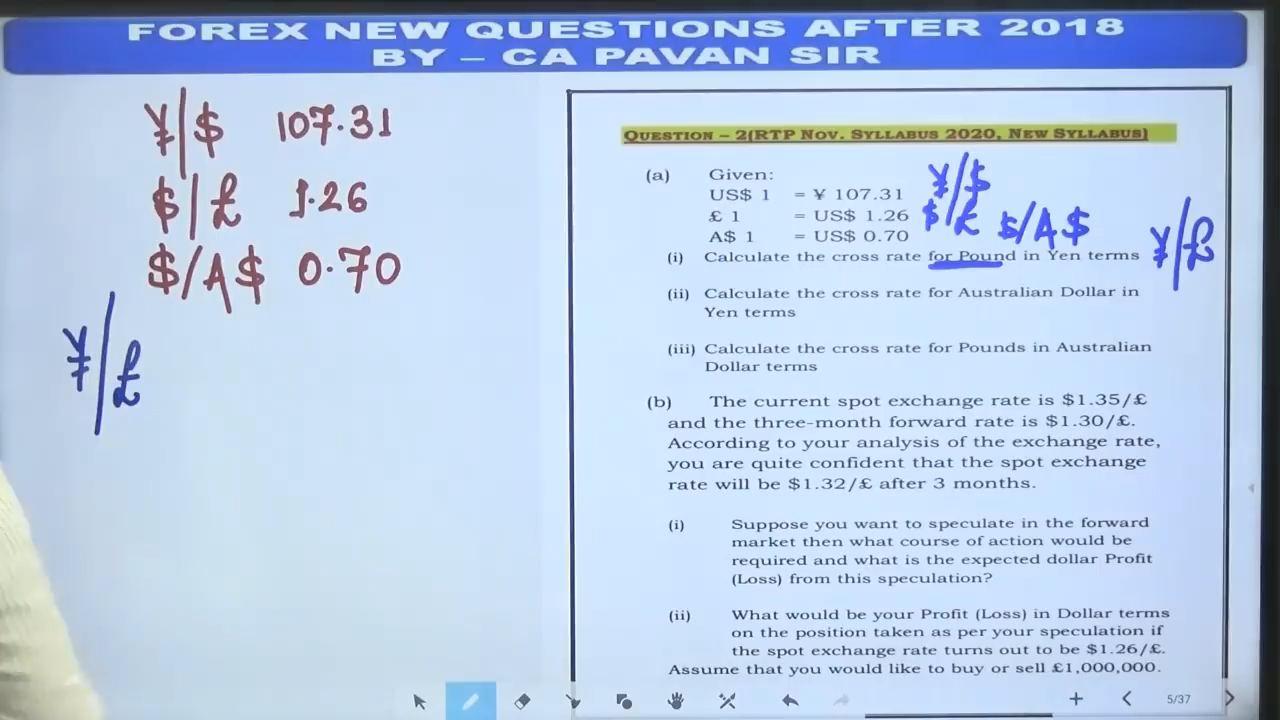 FOREX NEW QUESTIONS AFTER 2018
BY – CA PAVAN SIR
¥/$ 107.31
$/£ 1.26
$/A$ 0.70
¥/£
QUESTION – 2(RTP NOV. SYLLABUS 2020, NEW SYLLABUS)
(a) Given:
US$ 1 = ¥ 107.31 ¥/$
£ 1 = US$ 1.26 $/£
A$ 1 = US$ 0.70 $/A$
(i) Calculate the cross rate for Pound in Yen terms ¥/£
(ii) Calculate the cross rate for Australian Dollar in
Yen terms
(iii) Calculate the cross rate for Pounds in Australian
Dollar terms
(b) The current spot exchange rate is $1.35/£
and the three-month forward rate is $1.30/£.
According to your analysis of the exchange rate,
you are quite confident that the spot exchange
rate will be $1.32/£ after 3 months.
(i) Suppose you want to speculate in the forward
market then what course of action would be
required and what is the expected dollar Profit
(Loss) from this speculation?
(ii) What would be your Profit (Loss) in Dollar terms
on the position taken as per your speculation if
the spot exchange rate turns out to be $1.26/£.
Assume that you would like to buy or sell £1,000,000.
5/37